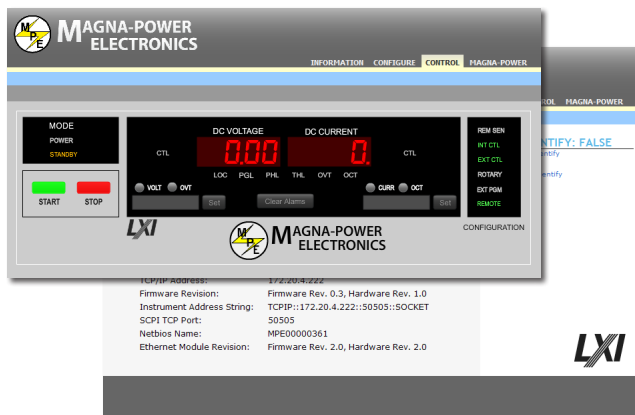 MPE MAGNA-POWER
ELECTRONICS
INFORMATION CONFIGURE CONTROL MAGNA-POWER
MODE
POWER
STANDBY
START STOP
DC VOLTAGE DC CURRENT
CTL 0.00 0. CTL
LOC PGL PHL THL OVT OCT
VOLT OVT CURR OCT
Set Clear Alarms Set
REM SEN
INT CTL
EXT CTL
ROTARY
EXT PGM
REMOTE
CONFIGURATION
LXI
MPE MAGNA-POWER
ELECTRONICS
ROL MAGNA-POWER
NTIFY: FALSE
entify
entify
TCP/IP Address: 172.20.4.222
Firmware Revision: Firmware Rev. 0.3, Hardware Rev. 1.0
Instrument Address String: TCPIP::172.20.4.222::50505::SOCKET
SCPI TCP Port: 50505
Netbios Name: MPE00000361
Ethernet Module Revision: Firmware Rev. 2.0, Hardware Rev. 2.0
LXI